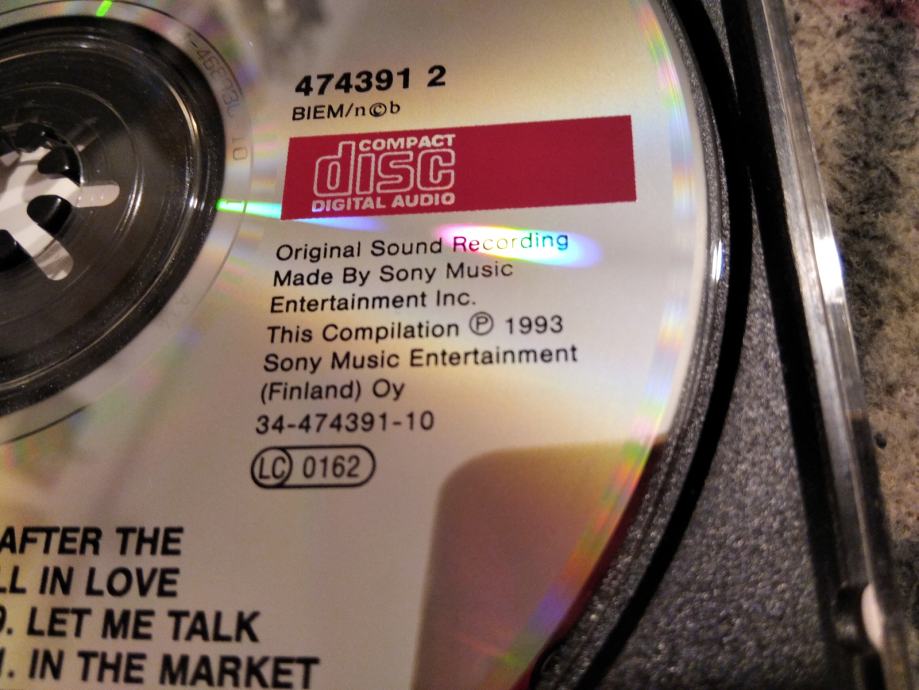 474391 2
BIEM/n©b
COMPACT
disc
DIGITAL AUDIO
Original Sound Recording
Made By Sony Music
Entertainment Inc.
This Compilation ℗ 1993
Sony Music Entertainment
(Finland) Oy
34-474391-10
LC 0162
AFTER THE
LL IN LOVE
. LET ME TALK
. IN THE MARKET